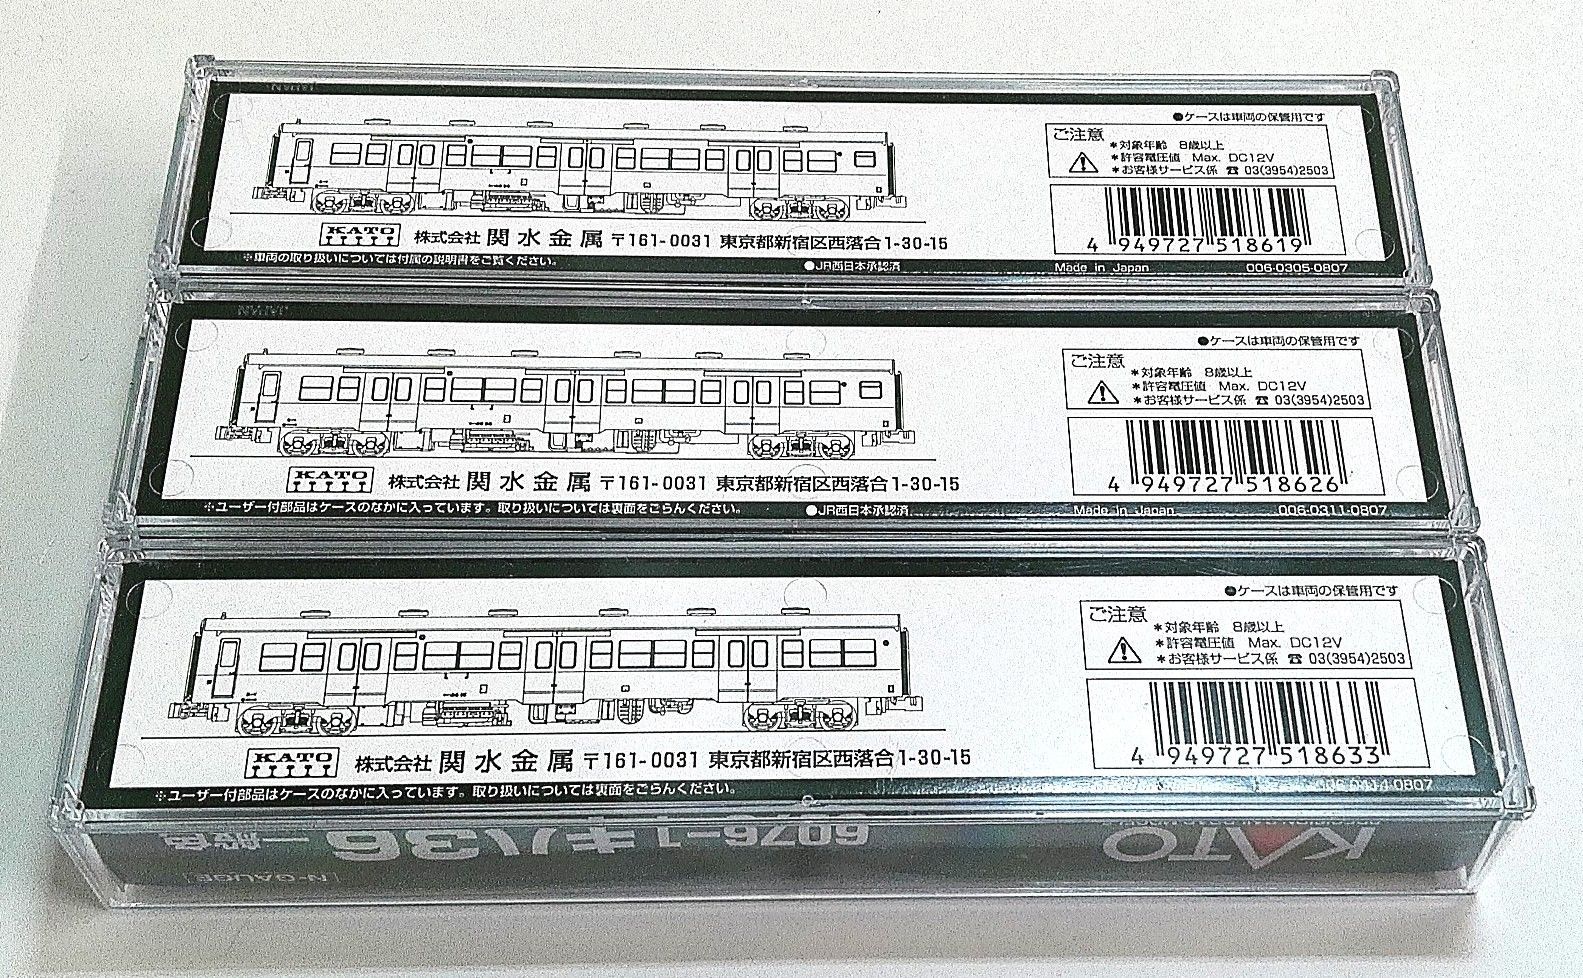 ●ケースは車両の保管用です
ご注意
*対象年齢 8歳以上
*許容電圧値 Max. DC12V
*お客様サービス係 ☎ 03(3954)2503
4 949727 518619
KATO 株式会社 関水金属 〒161-0031 東京都新宿区西落合1-30-15
※車両の取り扱いについては付属の説明書をご覧ください。
●JR西日本承認済
Made in Japan
006-0305-0807
●ケースは車両の保管用です
ご注意
*対象年齢 8歳以上
*許容電圧値 Max. DC12V
*お客様サービス係 ☎ 03(3954)2503
4 949727 518626
KATO 株式会社 関水金属 〒161-0031 東京都新宿区西落合1-30-15
※ユーザー付部品はケースのなかに入っています。取り扱いについては裏面をごらんください。
●JR西日本承認済
Made in Japan
006-0311-0807
●ケースは車両の保管用です
ご注意
*対象年齢 8歳以上
*許容電圧値 Max. DC12V
*お客様サービス係 ☎ 03(3954)2503
4 949727 518633
KATO 株式会社 関水金属 〒161-0031 東京都新宿区西落合1-30-15
※ユーザー付部品はケースのなかに入っています。取り扱いについては裏面をごらんください。
KATO
6076-1 キハ36 一般色
N-GAUGE